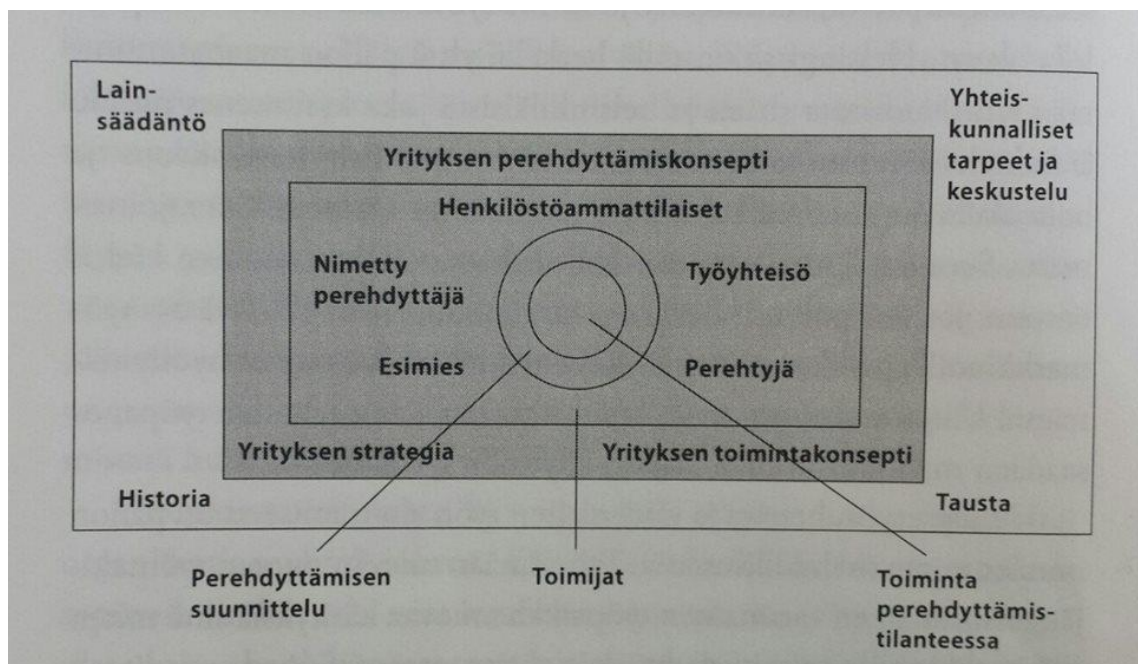 Lain-
säädäntö
Yhteis-
kunnalliset
tarpeet ja
keskustelu
Yrityksen perehdyttämiskonsepti
Henkilöstöammattilaiset
Nimetty
perehdyttäjä
Työyhteisö
Esimies
Perehtyjä
Yrityksen strategia
Yrityksen toimintakonsepti
Historia
Tausta
Perehdyttämisen
suunnittelu
Toimijat
Toiminta
perehdyttämis-
tilanteessa